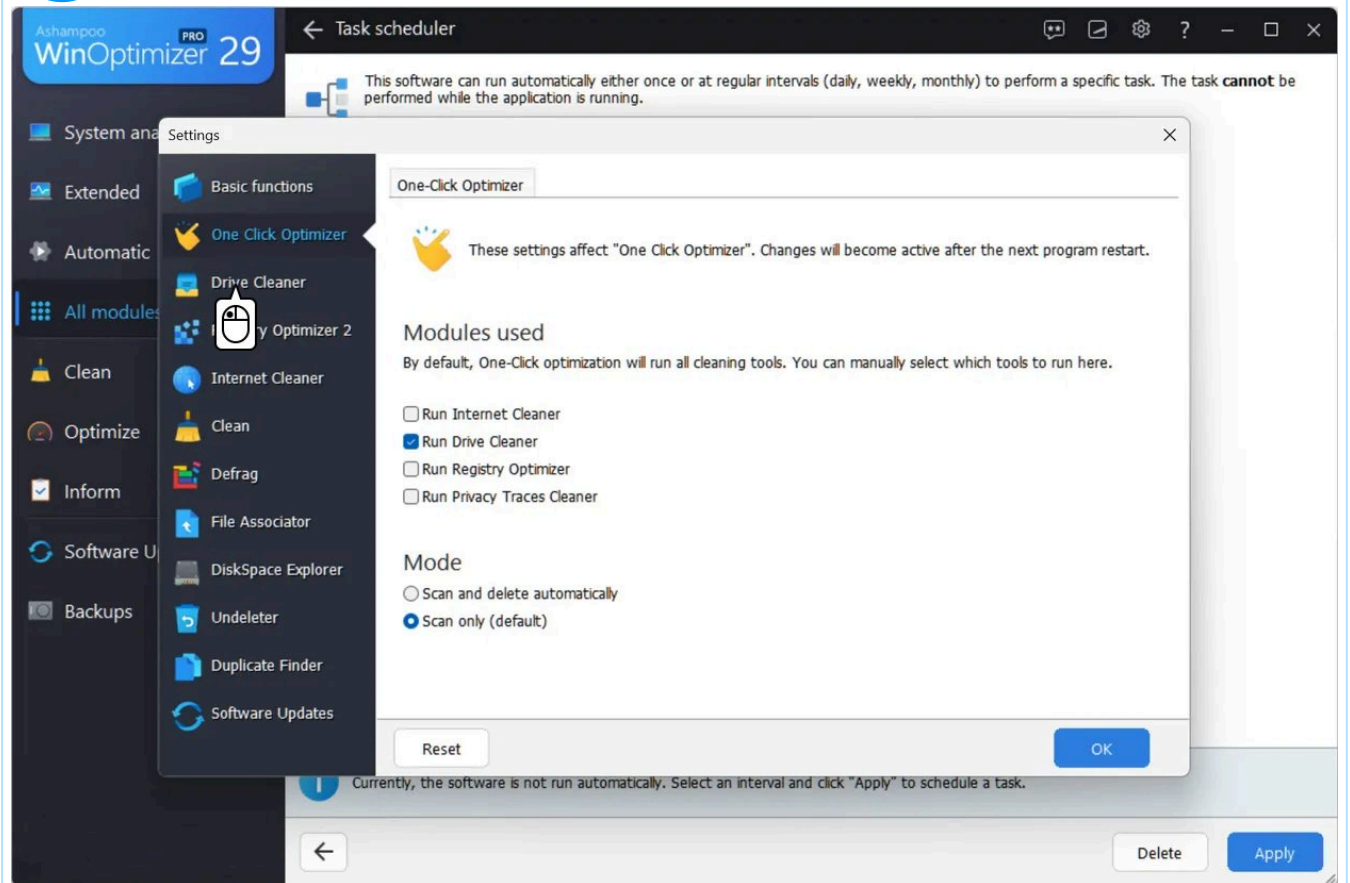 Ashampoo
WinOptimizer PRO 29
Task scheduler
?
This software can run automatically either once or at regular intervals (daily, weekly, monthly) to perform a specific task. The task cannot be
performed while the application is running.
System ana
Extended
Automatic
All modules
Clean
Optimize
Inform
Software U
Backups
Settings
Basic functions
One Click Optimizer
Drive Cleaner
y Optimizer 2
Internet Cleaner
Clean
Defrag
File Associator
DiskSpace Explorer
Undeleter
Duplicate Finder
Software Updates
One-Click Optimizer
These settings affect "One Click Optimizer". Changes will become active after the next program restart.
Modules used
By default, One-Click optimization will run all cleaning tools. You can manually select which tools to run here.
Run Internet Cleaner
Run Drive Cleaner
Run Registry Optimizer
Run Privacy Traces Cleaner
Mode
Scan and delete automatically
Scan only (default)
Reset
OK
Currently, the software is not run automatically. Select an interval and click "Apply" to schedule a task.
Delete
Apply